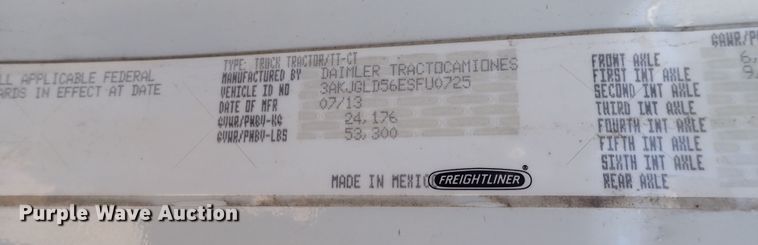 GAWR/P
TYPE: TRUCK TRACTOR/TT-CT
LL APPLICABLE FEDERAL
MANUFACTURED BY DAIMLER TRACTOCAMIONES
FRONT AXLE 6,
ARDS IN EFFECT AT DATE
VEHICLE ID NO 3AKJGLD56ESFU0725
FIRST INT AXLE 9
DATE OF MFR 07/13
SECOND INT AXLE
GVWR/PNBV-KG 24,176
THIRD INT AXLE
GVWR/PNBV-LBS 53,300
FOURTH INT AXLE
FIFTH INT AXLE
SIXTH INT AXLE
MADE IN MEXIC FREIGHTLINER®
REAR AXLE
Purple Wave Auction